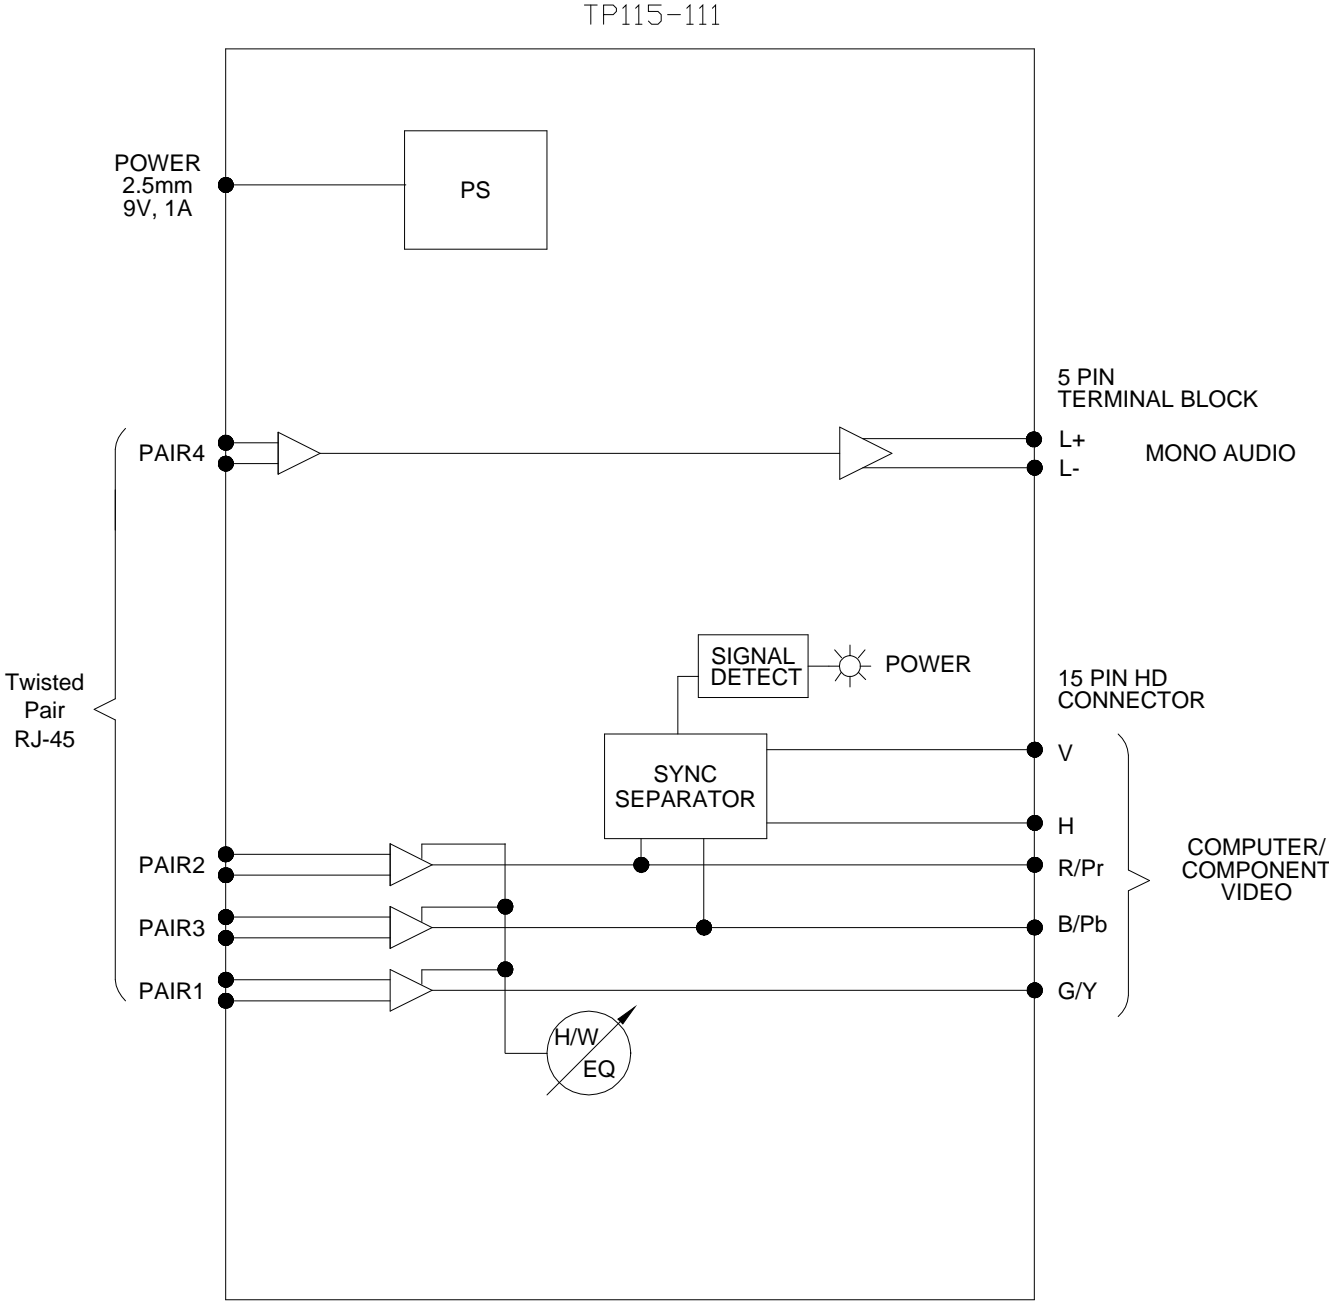 TP115-111
POWER
2.5mm
9V, 1A
PS
5 PIN
TERMINAL BLOCK
PAIR4
L+
L-
MONO AUDIO
SIGNAL
DETECT
POWER
Twisted
Pair
RJ-45
15 PIN HD
CONNECTOR
SYNC
SEPARATOR
V
H
PAIR2
R/Pr
COMPUTER/
COMPONENT
VIDEO
PAIR3
B/Pb
PAIR1
G/Y
H/W
EQ